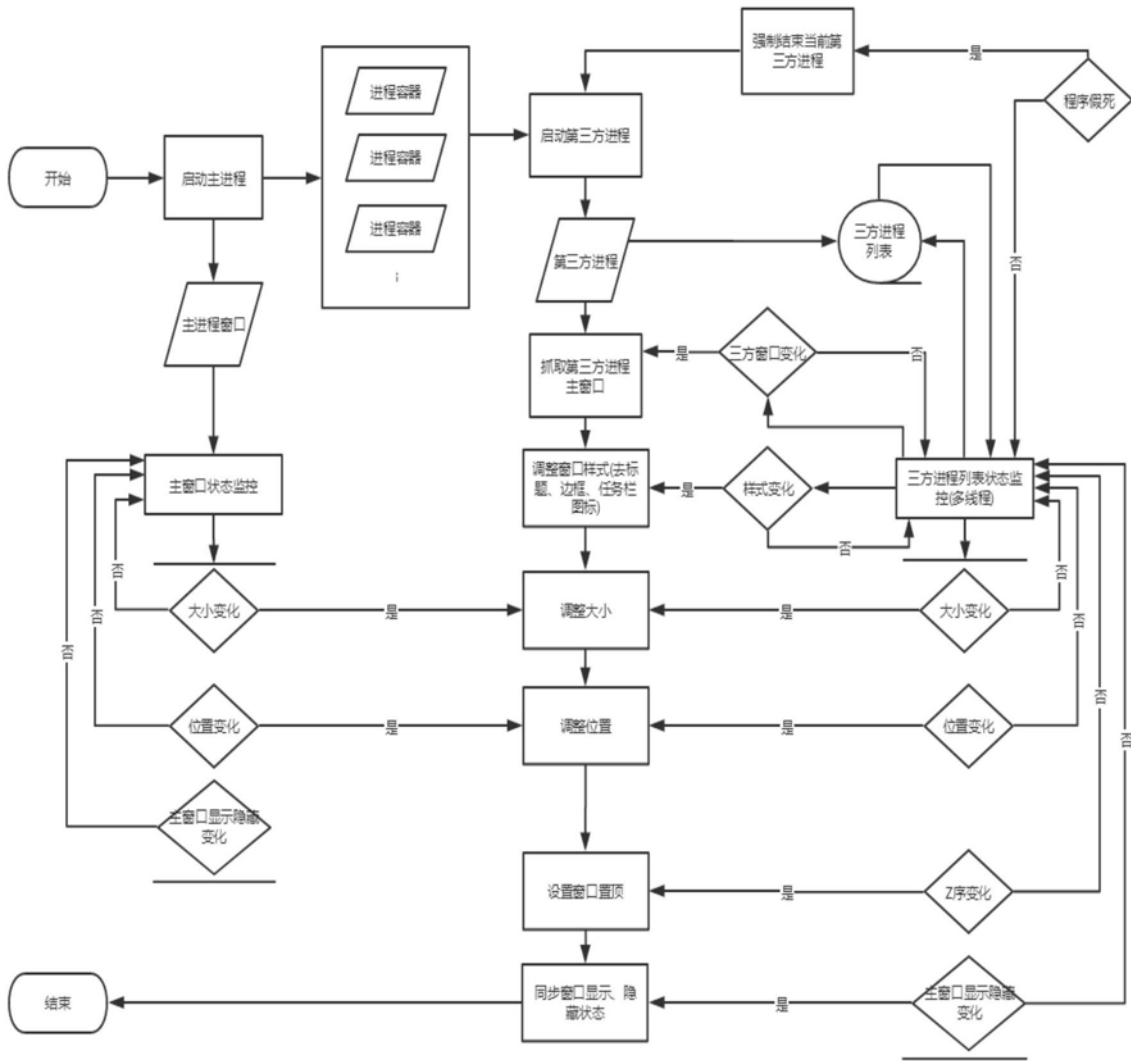 强制结束当前第
三方进程
是
程序假死
进程容器
启动第三方进程
进程容器
开始
启动主进程
进程容器
三方进程
列表
第三方进程
否
主进程窗口
抓取第三方进程
主窗口
是
三方窗口变化
否
主窗口状态监控
调整窗口样式(去标
题、边框、任务栏
图标)
是
样式变化
三方进程列表状态监
控(多线程)
否
否
否
大小变化
是
调整大小
是
大小变化
否
否
位置变化
是
调整位置
是
位置变化
否
否
否
主窗口显示隐藏
变化
设置窗口置顶
是
Z序变化
结束
同步窗口显示、隐
藏状态
是
主窗口显示隐藏
变化